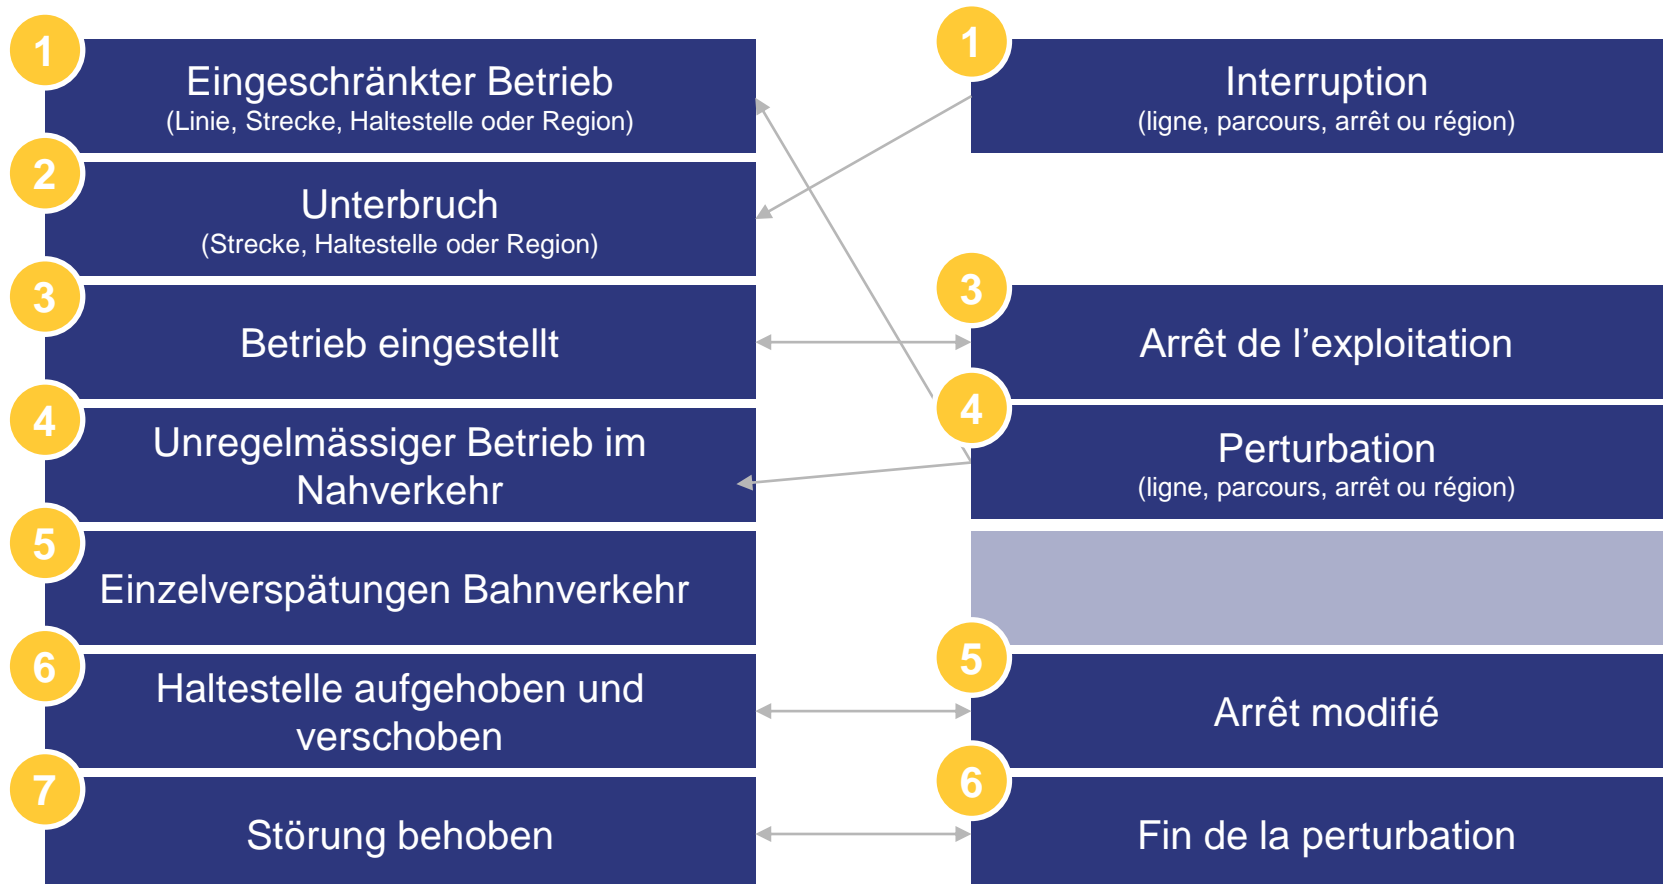 1
Eingeschränkter Betrieb
(Linie, Strecke, Haltestelle oder Region)
2
Unterbruch
(Strecke, Haltestelle oder Region)
3
Betrieb eingestellt
4
Unregelmässiger Betrieb im
Nahverkehr
5
Einzelverspätungen Bahnverkehr
6
Haltestelle aufgehoben und
verschoben
7
Störung behoben
1
Interruption
(ligne, parcours, arrêt ou région)
3
Arrêt de l’exploitation
4
Perturbation
(ligne, parcours, arrêt ou région)
5
Arrêt modifié
6
Fin de la perturbation